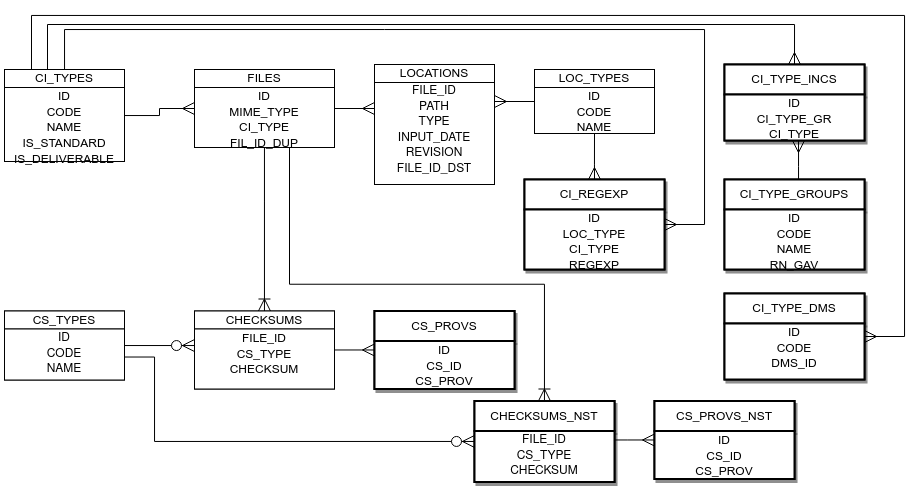 CI_TYPES
ID
CODE
NAME
IS_STANDARD
IS_DELIVERABLE
FILES
ID
MIME_TYPE
CI_TYPE
FIL_ID_DUP
LOCATIONS
FILE_ID
PATH
TYPE
INPUT_DATE
REVISION
FILE_ID_DST
LOC_TYPES
ID
CODE
NAME
CI_TYPE_INCS
ID
CI_TYPE_GR
CI_TYPE
CI_REGEXP
ID
LOC_TYPE
CI_TYPE
REGEXP
CI_TYPE_GROUPS
ID
CODE
NAME
RN_GAV
CI_TYPE_DMS
ID
CODE
DMS_ID
CS_TYPES
ID
CODE
NAME
CHECKSUMS
FILE_ID
CS_TYPE
CHECKSUM
CS_PROVS
ID
CS_ID
CS_PROV
CHECKSUMS_NST
FILE_ID
CS_TYPE
CHECKSUM
CS_PROVS_NST
ID
CS_ID
CS_PROV